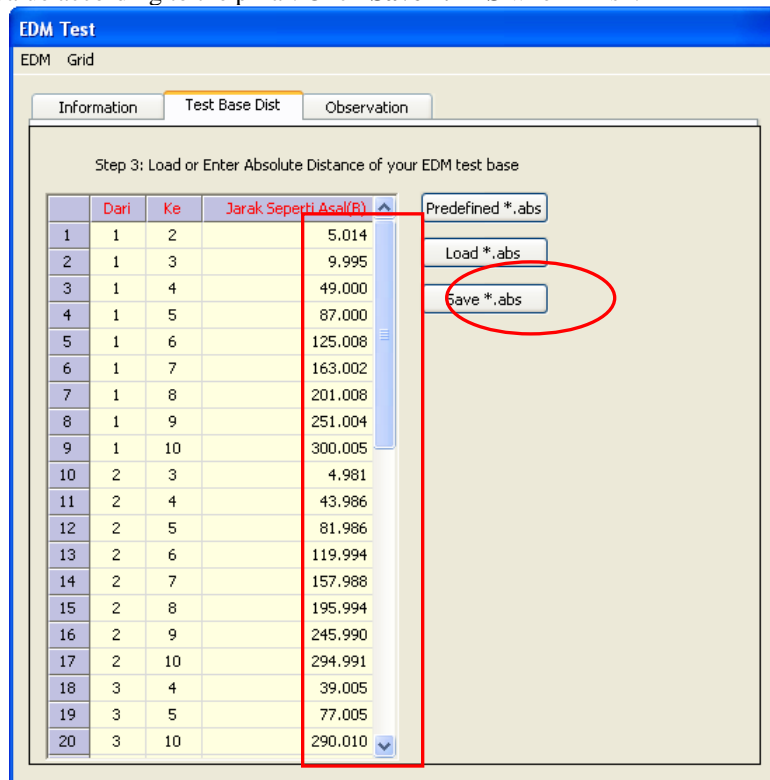 EDM Test
EDM Grid
Information Test Base Dist Observation
Step 3: Load or Enter Absolute Distance of your EDM test base
Dari Ke Jarak Seperti Asal(B)
1 1 2 5.014
2 1 3 9.995
3 1 4 49.000
4 1 5 87.000
5 1 6 125.008
6 1 7 163.002
7 1 8 201.008
8 1 9 251.004
9 1 10 300.005
10 2 3 4.981
11 2 4 43.986
12 2 5 81.986
13 2 6 119.994
14 2 7 157.988
15 2 8 195.994
16 2 9 245.990
17 2 10 294.991
18 3 4 39.005
19 3 5 77.005
20 3 10 290.010
Predefined *.abs
Load *.abs
Save *.abs